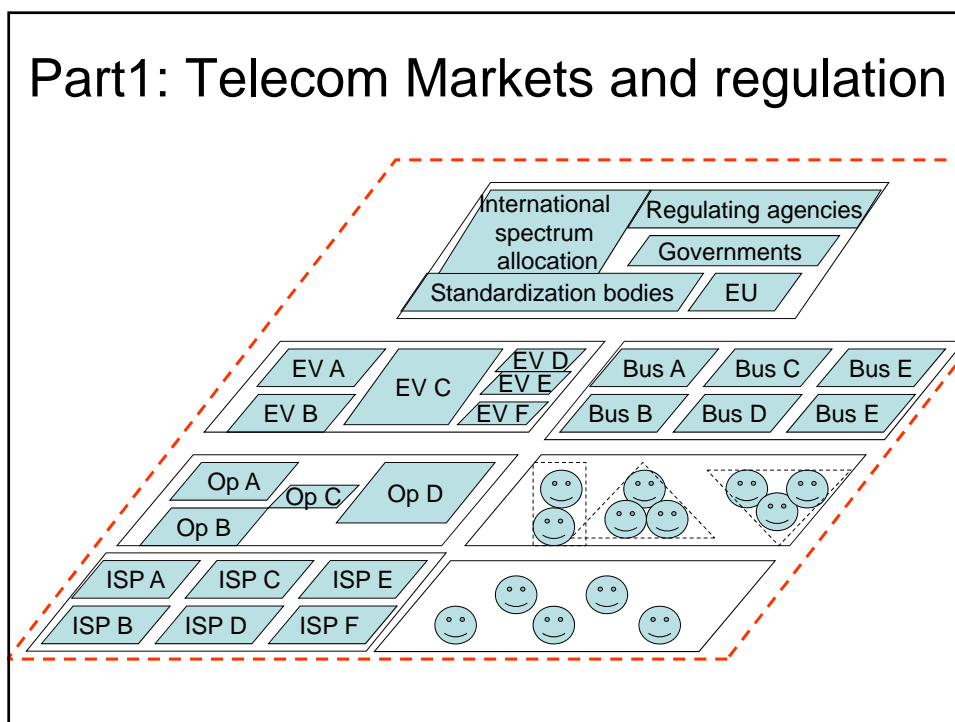 Part1: Telecom Markets and regulation
International
spectrum
allocation
Regulating agencies
Governments
Standardization bodies
EU
EV A
EV B
EV C
EV D
EV E
EV F
Bus A
Bus C
Bus E
Bus B
Bus D
Bus E
Op A
Op B
Op C
Op D
ISP A
ISP C
ISP E
ISP B
ISP D
ISP F